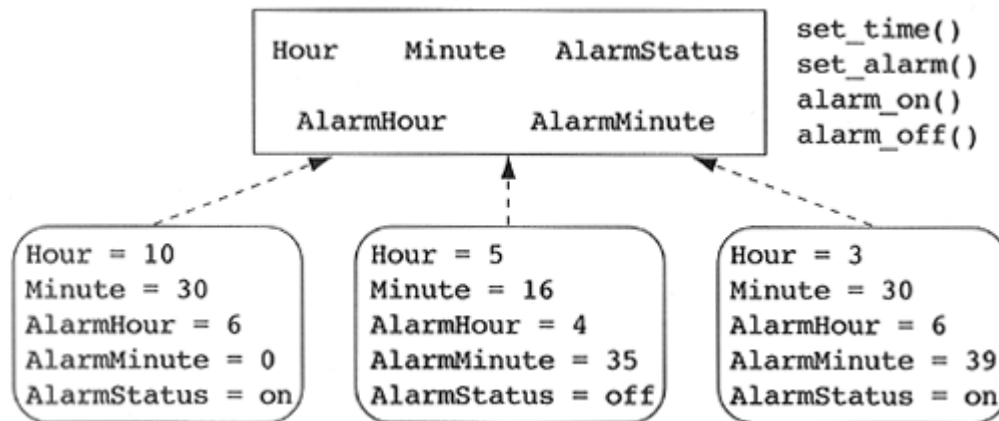 Hour Minute AlarmStatus
AlarmHour AlarmMinute
set_time()
set_alarm()
alarm_on()
alarm_off()
Hour = 10
Minute = 30
AlarmHour = 6
AlarmMinute = 0
AlarmStatus = on
Hour = 5
Minute = 16
AlarmHour = 4
AlarmMinute = 35
AlarmStatus = off
Hour = 3
Minute = 30
AlarmHour = 6
AlarmMinute = 39
AlarmStatus = on